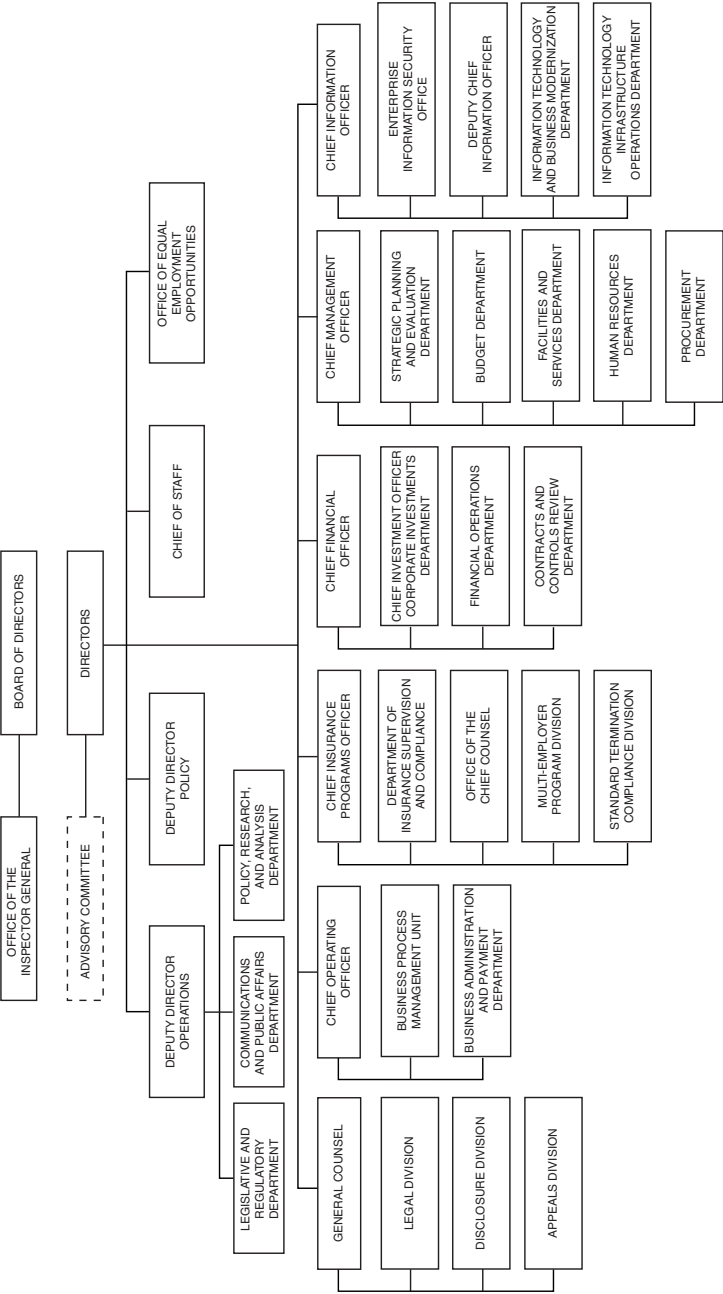 OFFICE OF THE
INSPECTOR GENERAL
BOARD OF DIRECTORS
ADVISORY COMMITTEE
DIRECTORS
DEPUTY DIRECTOR
OPERATIONS
DEPUTY DIRECTOR
POLICY
CHIEF OF STAFF
OFFICE OF EQUAL
EMPLOYMENT
OPPORTUNITIES
LEGISLATIVE AND
REGULATORY
DEPARTMENT
COMMUNICATIONS
AND PUBLIC AFFAIRS
DEPARTMENT
POLICY, RESEARCH,
AND ANALYSIS
DEPARTMENT
GENERAL COUNSEL
LEGAL DIVISION
DISCLOSURE DIVISION
APPEALS DIVISION
CHIEF OPERATING
OFFICER
BUSINESS PROCESS
MANAGEMENT UNIT
BUSINESS ADMINISTRATION
AND PAYMENT
DEPARTMENT
CHIEF INSURANCE
PROGRAMS OFFICER
DEPARTMENT OF
INSURANCE SUPERVISION
AND COMPLIANCE
OFFICE OF THE
CHIEF COUNSEL
MULTI-EMPLOYER
PROGRAM DIVISION
STANDARD TERMINATION
COMPLIANCE DIVISION
CHIEF FINANCIAL
OFFICER
CHIEF INVESTMENT OFFICER
CORPORATE INVESTMENTS
DEPARTMENT
FINANCIAL OPERATIONS
DEPARTMENT
CONTRACTS AND
CONTROLS REVIEW
DEPARTMENT
CHIEF MANAGEMENT
OFFICER
STRATEGIC PLANNING
AND EVALUATION
DEPARTMENT
BUDGET DEPARTMENT
FACILITIES AND
SERVICES DEPARTMENT
HUMAN RESOURCES
DEPARTMENT
PROCUREMENT
DEPARTMENT
CHIEF INFORMATION
OFFICER
ENTERPRISE
INFORMATION SECURITY
OFFICE
DEPUTY CHIEF
INFORMATION OFFICER
INFORMATION TECHNOLOGY
AND BUSINESS MODERNIZATION
DEPARTMENT
INFORMATION TECHNOLOGY
INFRASTRUCTURE
OPERATIONS DEPARTMENT